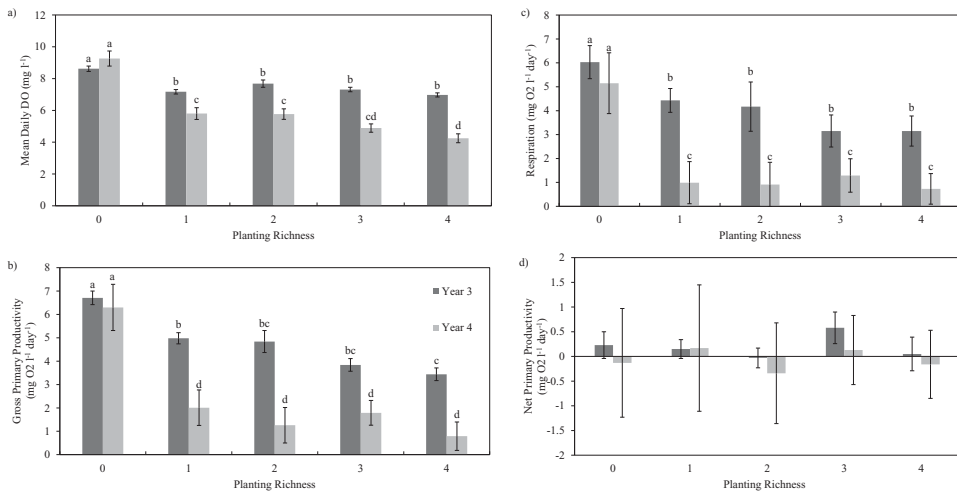 a)
Mean Daily DO (mg l-1)
12
10
8
6
4
2
0
a a
b c
b c
b cd
b d
0 1 2 3 4
Planting Richness
b)
Gross Primary Productivity
(mg O2 l-1 day-1)
8
7
6
5
4
3
2
1
0
a a
b d
bc d
bc d
c d
Year 3
Year 4
0 1 2 3 4
Planting Richness
c)
Respiration (mg O2 l-1 day-1)
8
7
6
5
4
3
2
1
0
a a
b c
b c
b c
b c
0 1 2 3 4
Planting Richness
d)
Net Primary Productivity
(mg O2 l-1 day-1)
2
1.5
1
0.5
0
-0.5
-1
-1.5
-2
0 1 2 3 4
Planting Richness